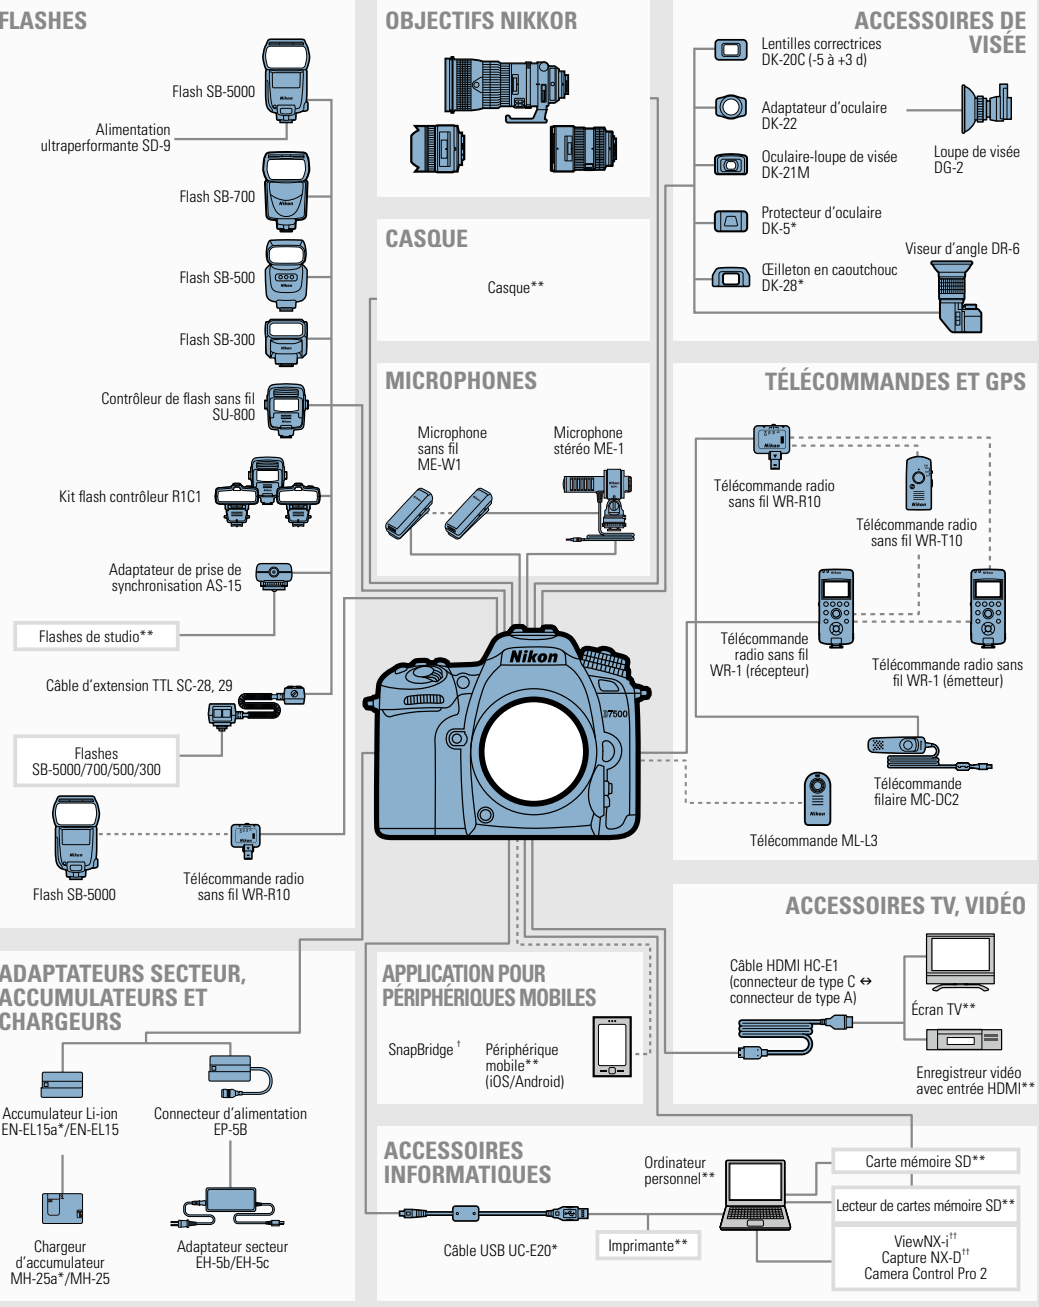 FLASHES
Flash SB-5000
Alimentation
ultraperformante SD-9
Flash SB-700
Flash SB-500
Flash SB-300
Contrôleur de flash sans fil
SU-800
Kit flash contrôleur R1C1
Adaptateur de prise de
synchronisation AS-15
Flashes de studio**
Câble d'extension TTL SC-28, 29
Flashes
SB-5000/700/500/300
Flash SB-5000
Télécommande radio
sans fil WR-R10
OBJECTIFS NIKKOR
CASQUE
Casque**
MICROPHONES
Microphone
sans fil
ME-W1
Microphone
stéréo ME-1
Nikon
D7500
ACCESSOIRES DE
VISÉE
Lentilles correctrices
DK-20C (-5 à +3 d)
Adaptateur d'oculaire
DK-22
Loupe de visée
DG-2
Oculaire-loupe de visée
DK-21M
Protecteur d'oculaire
DK-5*
Œilleton en caoutchouc
DK-28*
Viseur d'angle DR-6
TÉLÉCOMMANDES ET GPS
Télécommande radio
sans fil WR-R10
Télécommande radio
sans fil WR-T10
Télécommande
radio sans fil
WR-1 (récepteur)
Télécommande radio sans
fil WR-1 (émetteur)
Télécommande
filaire MC-DC2
Télécommande ML-L3
ACCESSOIRES TV, VIDÉO
Câble HDMI HC-E1
(connecteur de type C ↔
connecteur de type A)
Écran TV**
Enregistreur vidéo
avec entrée HDMI**
ADAPTATEURS SECTEUR,
ACCUMULATEURS ET
CHARGEURS
Accumulateur Li-ion
EN-EL15a*/EN-EL15
Connecteur d'alimentation
EP-5B
Chargeur
d'accumulateur
MH-25a*/MH-25
Adaptateur secteur
EH-5b/EH-5c
APPLICATION POUR
PÉRIPHÉRIQUES MOBILES
SnapBridge †
Périphérique
mobile**
(iOS/Android)
ACCESSOIRES
INFORMATIQUES
Câble USB UC-E20*
Imprimante**
Ordinateur
personnel**
Carte mémoire SD**
Lecteur de cartes mémoire SD**
ViewNX-i††
Capture NX-D††
Camera Control Pro 2